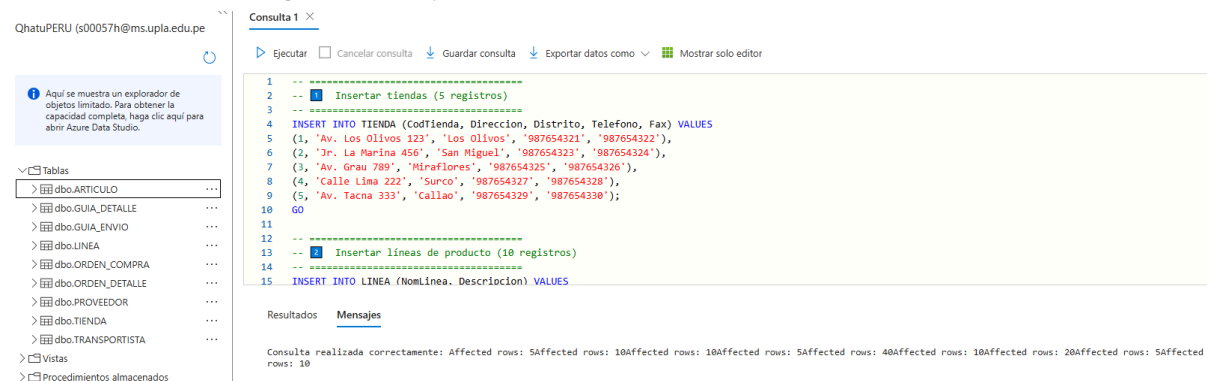 QhatuPERU (s00057h@ms.upla.edu.pe
Aquí se muestra un explorador de
objetos limitado. Para obtener la
capacidad completa, haga clic aquí para
abrir Azure Data Studio.
Tablas
dbo.ARTICULO ...
dbo.GUIA_DETALLE ...
dbo.GUIA_ENVIO ...
dbo.LINEA ...
dbo.ORDEN_COMPRA ...
dbo.ORDEN_DETALLE ...
dbo.PROVEEDOR ...
dbo.TIENDA ...
dbo.TRANSPORTISTA ...
Vistas
Procedimientos almacenados
Consulta 1 ×
Ejecutar Cancelar consulta Guardar consulta Exportar datos como Mostrar solo editor
1 -- =====================================
2 -- 1 Insertar tiendas (5 registros)
3 -- =====================================
4 INSERT INTO TIENDA (CodTienda, Direccion, Distrito, Telefono, Fax) VALUES
5 (1, 'Av. Los Olivos 123', 'Los Olivos', '987654321', '987654322'),
6 (2, 'Jr. La Marina 456', 'San Miguel', '987654323', '987654324'),
7 (3, 'Av. Grau 789', 'Miraflores', '987654325', '987654326'),
8 (4, 'Calle Lima 222', 'Surco', '987654327', '987654328'),
9 (5, 'Av. Tacna 333', 'Callao', '987654329', '987654330');
10 GO
11
12 -- =====================================
13 -- 2 Insertar líneas de producto (10 registros)
14 -- =====================================
15 INSERT INTO LINEA (NomLinea, Descripcion) VALUES
Resultados Mensajes
Consulta realizada correctamente: Affected rows: 5Affected rows: 10Affected rows: 10Affected rows: 5Affected rows: 40Affected rows: 10Affected rows: 20Affected rows: 5Affected
rows: 10